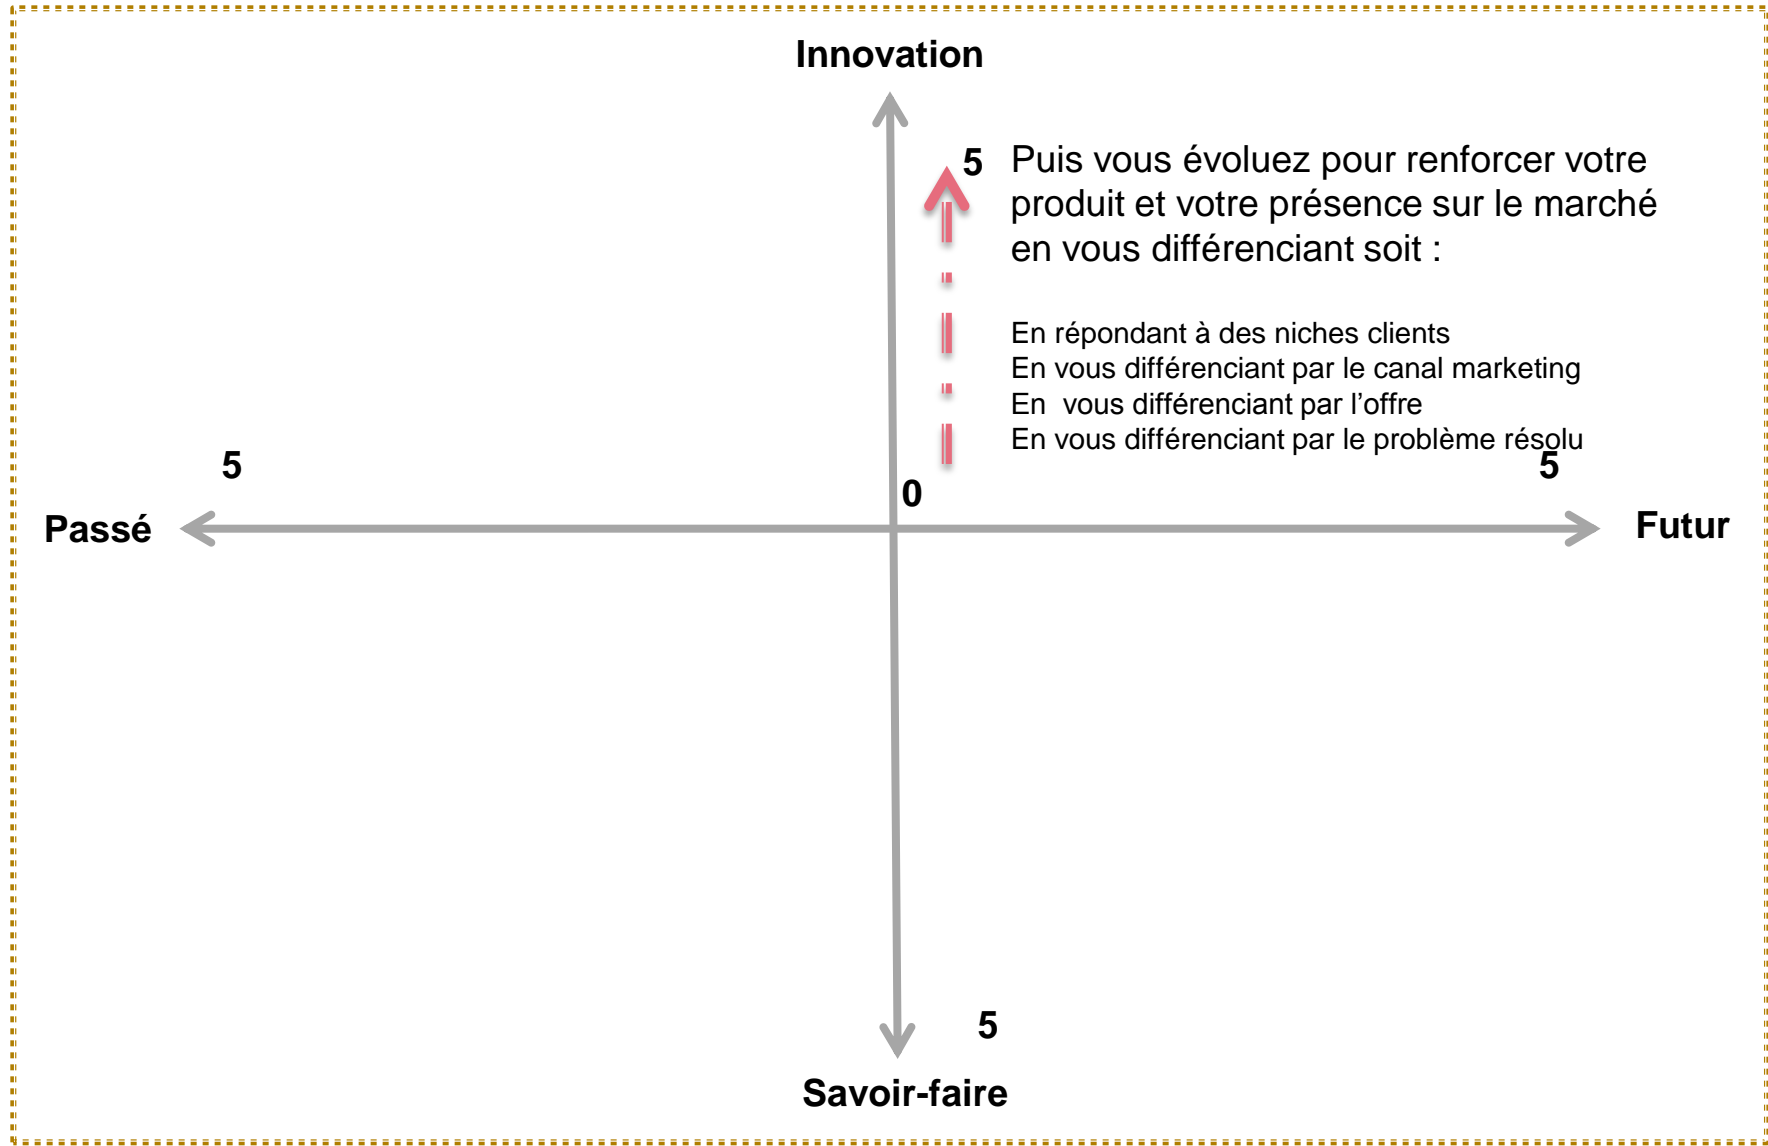 Innovation
5
Puis vous évoluez pour renforcer votre
produit et votre présence sur le marché
en vous différenciant soit :
En répondant à des niches clients
En vous différenciant par le canal marketing
En  vous différenciant par l’offre
En vous différenciant par le problème résolu
5
5
0
Passé
Futur
5
Savoir-faire